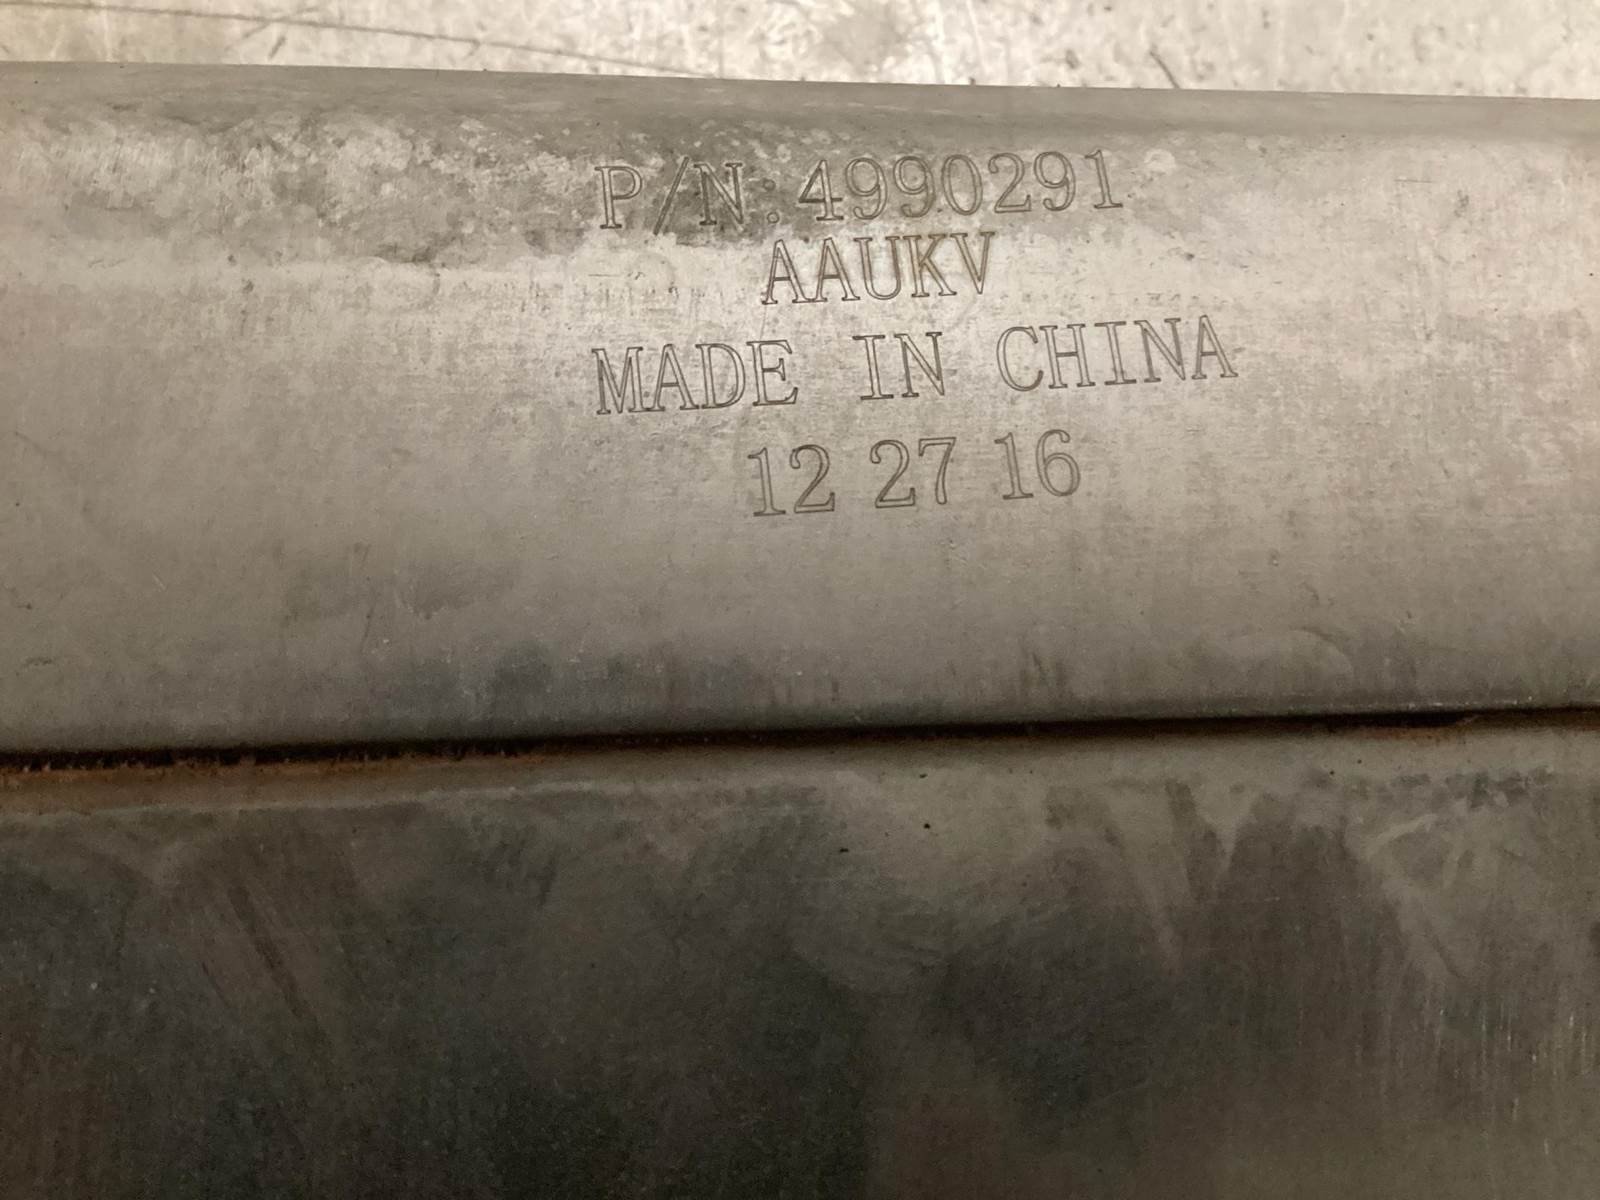 P/N:4990291
AAUKV
MADE IN CHINA
12 27 16